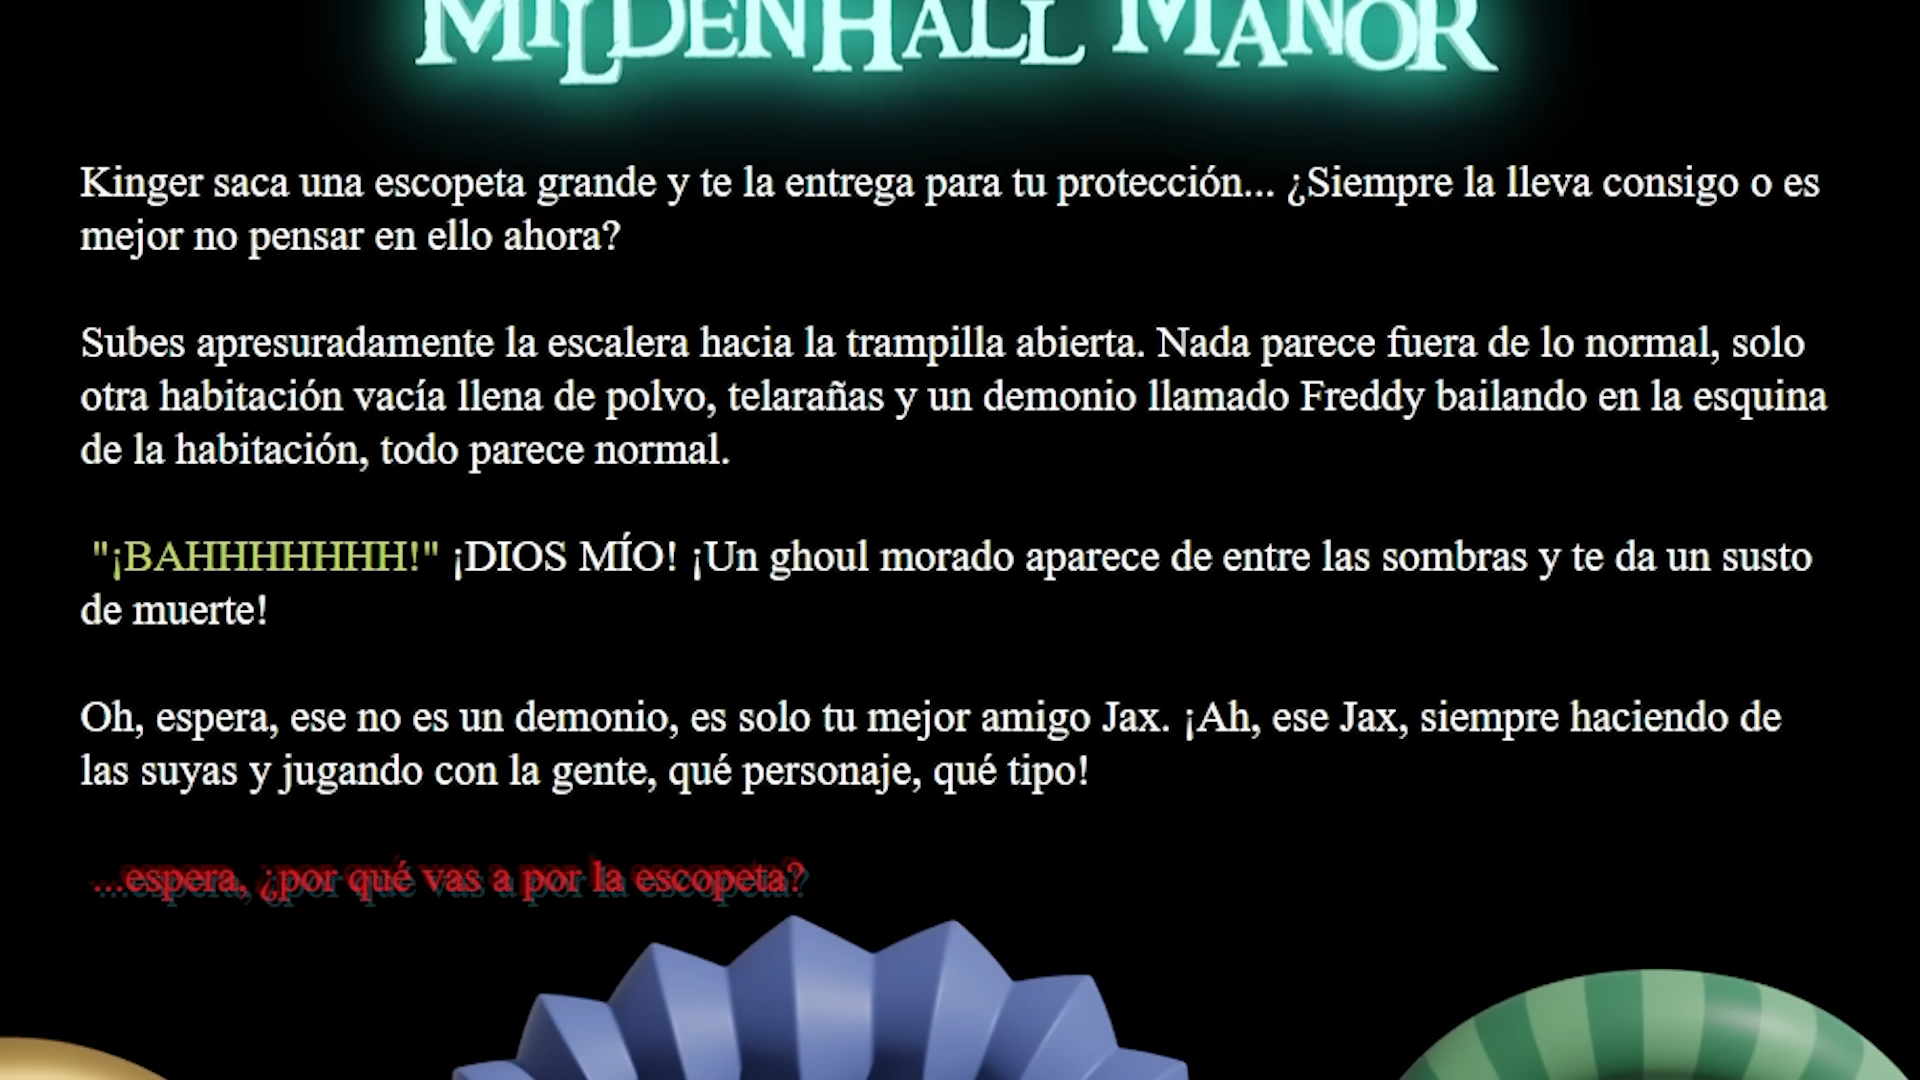 MILDENHALL MANOR
Kinger saca una escopeta grande y te la entrega para tu protección... ¿Siempre la lleva consigo o es
mejor no pensar en ello ahora?
Subes apresuradamente la escalera hacia la trampilla abierta. Nada parece fuera de lo normal, solo
otra habitación vacía llena de polvo, telarañas y un demonio llamado Freddy bailando en la esquina
de la habitación, todo parece normal.
"¡BAHHHHHHH!" ¡DIOS MÍO! ¡Un ghoul morado aparece de entre las sombras y te da un susto
de muerte!
Oh, espera, ese no es un demonio, es solo tu mejor amigo Jax. ¡Ah, ese Jax, siempre haciendo de
las suyas y jugando con la gente, qué personaje, qué tipo!
...espera, ¿por qué vas a por la escopeta?